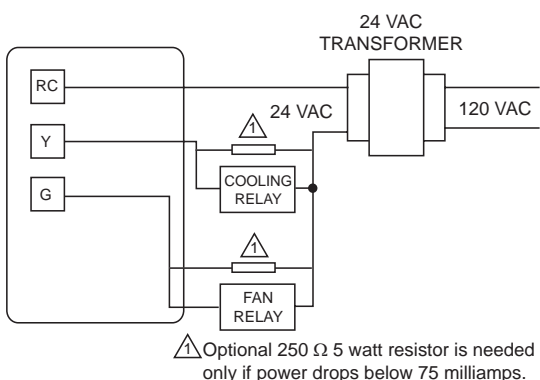 24 VAC
TRANSFORMER
RC
24 VAC
120 VAC
1
Y
COOLING
RELAY
G
1
FAN
RELAY
1 Optional 250 Ω 5 watt resistor is needed
only if power drops below 75 milliamps.